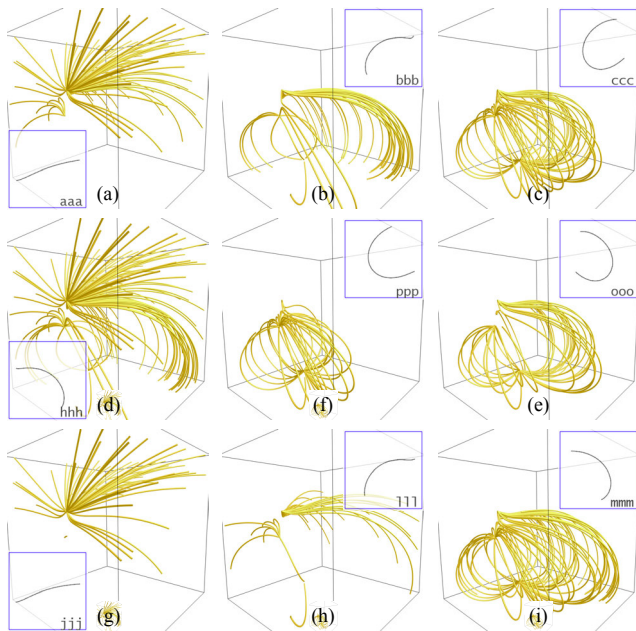 bbb
ccc
aaa
(a)
(b)
(c)
ppp
ooo
hhh
(d)
(f)
(e)
lll
mmm
jjj
(g)
(h)
(i)